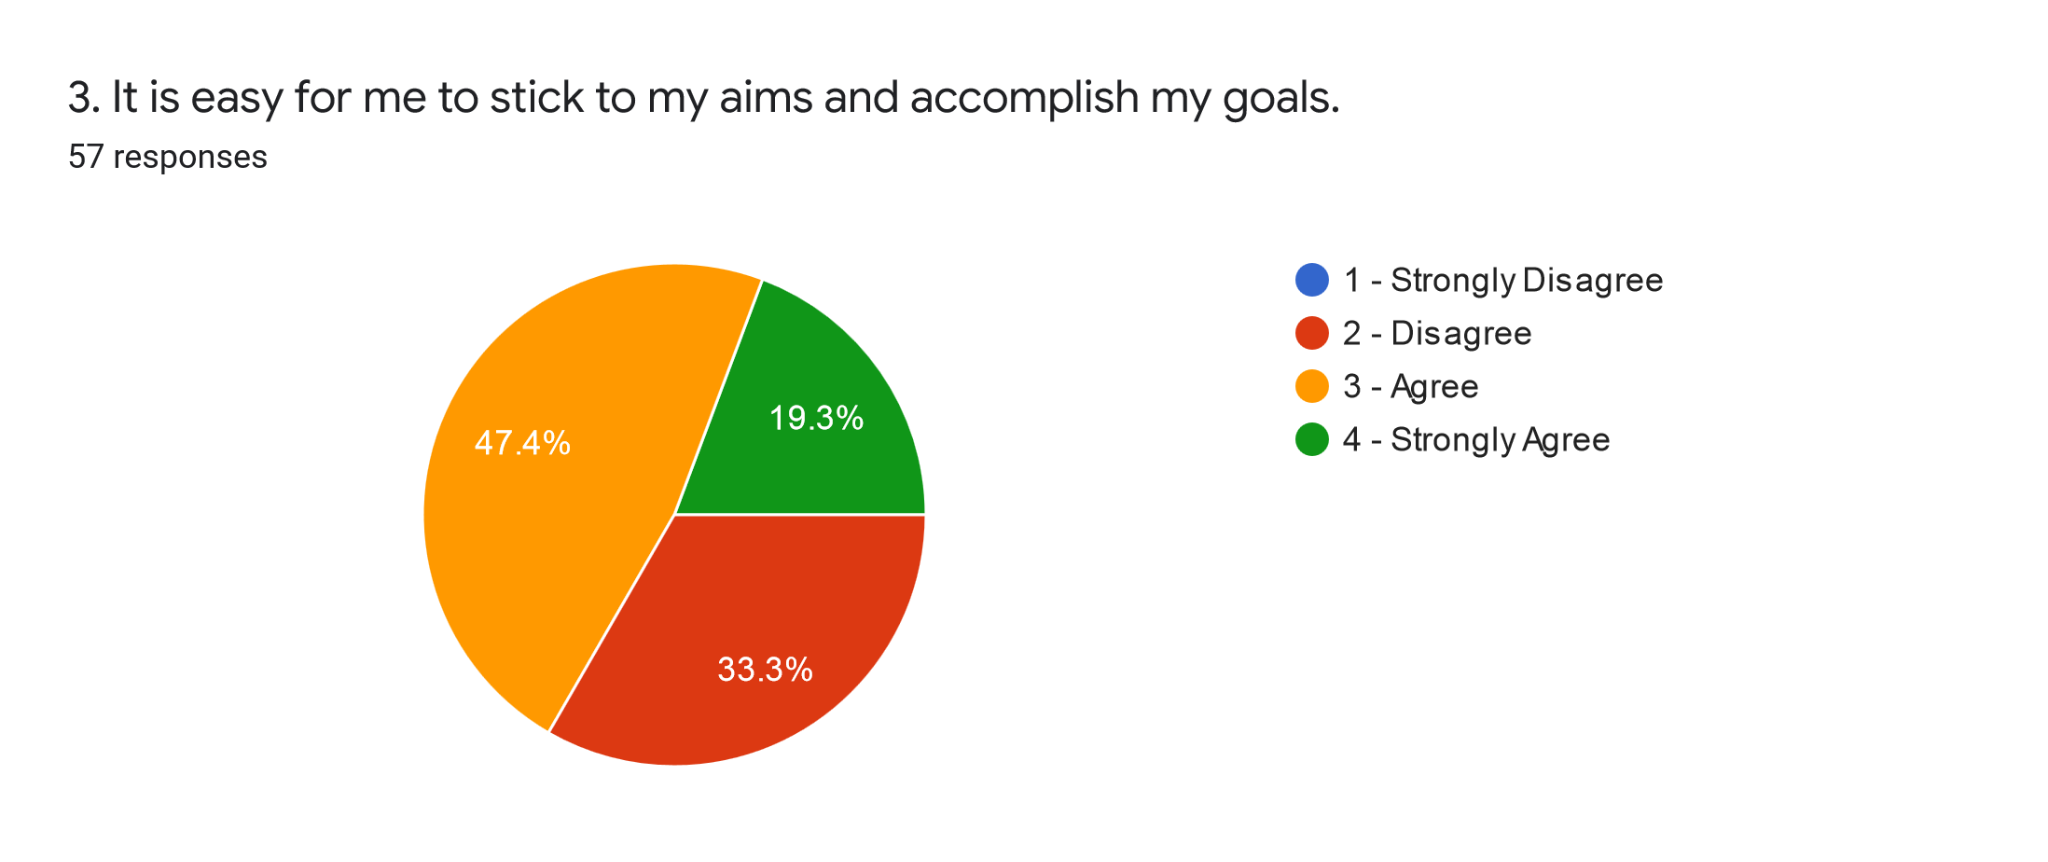 3. It is easy for me to stick to my aims and accomplish my goals.
57 responses
47.4%
19.3%
33.3%
1 - Strongly Disagree
2 - Disagree
3 - Agree
4 - Strongly Agree